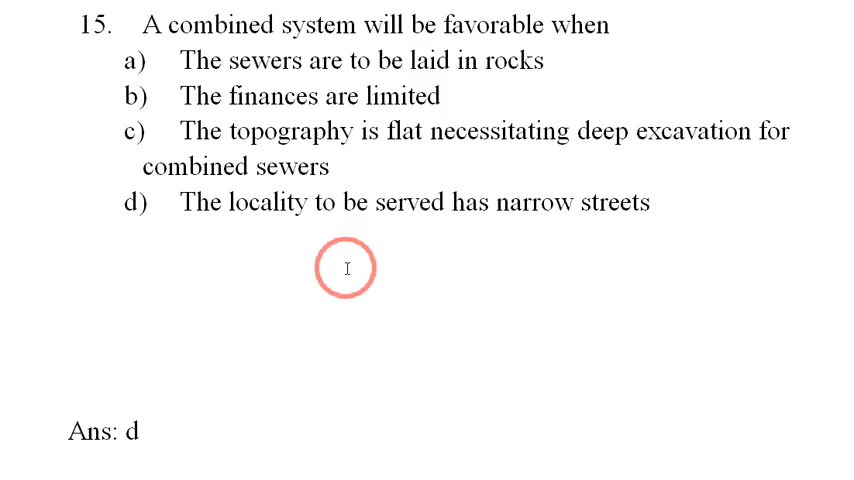 15. A combined system will be favorable when
a) The sewers are to be laid in rocks
b) The finances are limited
c) The topography is flat necessitating deep excavation for
combined sewers
d) The locality to be served has narrow streets
Ans: d